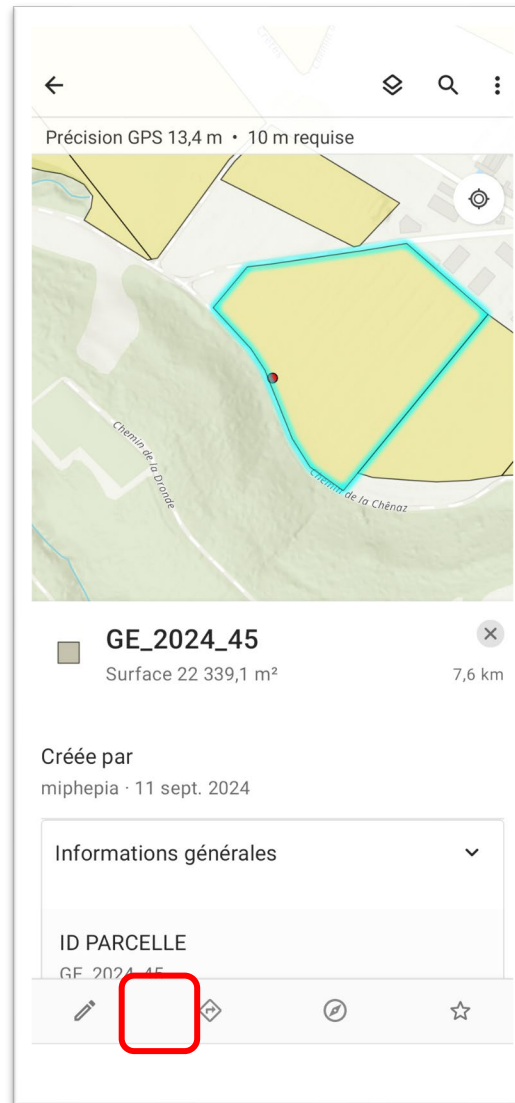 Précision GPS 13,4 m • 10 m requise
Chemin de la Dronde
Chemin de la Chênaz
GE_2024_45
Surface 22 339,1 m²
7,6 km
Créée par
miphepia · 11 sept. 2024
Informations générales
ID PARCELLE
GE_2024_45